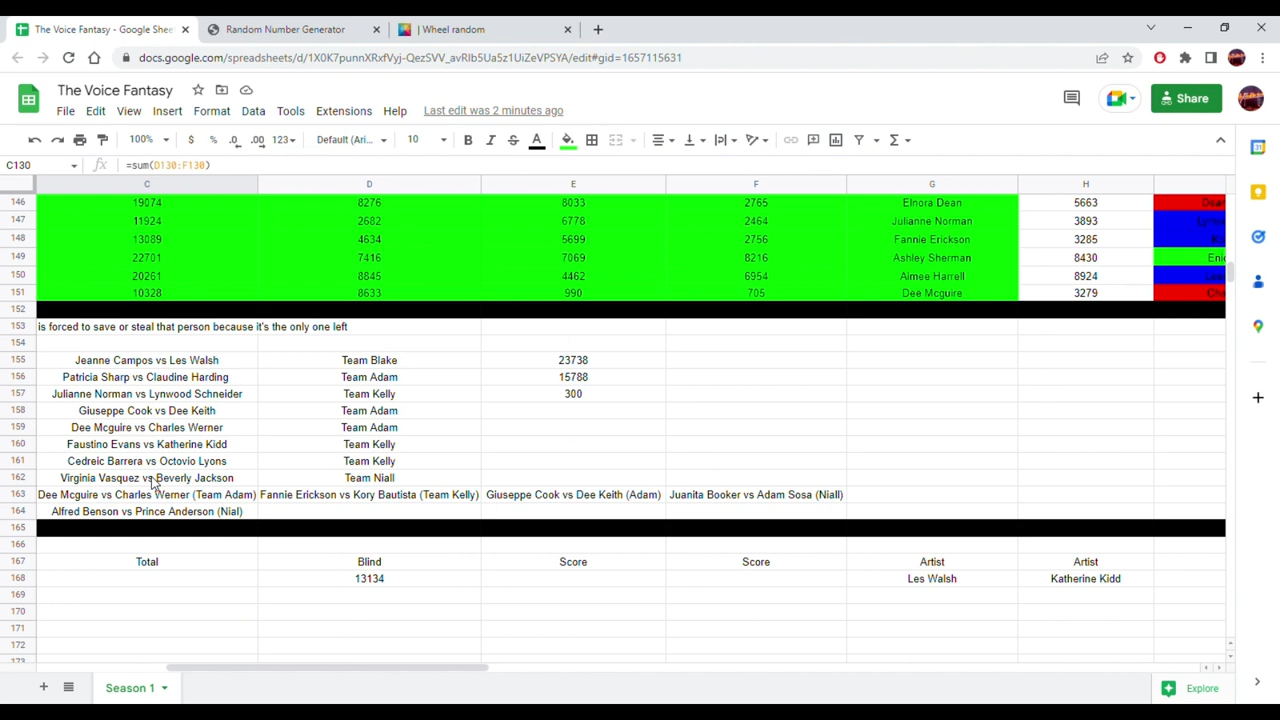 The Voice Fantasy - Google Shee
Random Number Generator
| Wheel random
docs.google.com/spreadsheets/d/1X0K7punnXRxfVyj-QezSVV_avRIb5Ua5z1UiZeVPSYA/edit#gid=1657115631
The Voice Fantasy
File Edit View Insert Format Data Tools Extensions Help Last edit was 2 minutes ago
Share
100% $ % .0 .00 123 Default (Ari... 10 B I S A
C130 fx =sum(D130:F130)
C D E F G H
146 19074 8276 8033 2765 Elnora Dean 5663
147 11924 2682 6778 2464 Julianne Norman 3893
148 13089 4634 5699 2756 Fannie Erickson 3285
149 22701 7416 7069 8216 Ashley Sherman 8430
150 20261 8845 4462 6954 Aimee Harrell 8924
151 10328 8633 990 705 Dee Mcguire 3279
152
153 is forced to save or steal that person because it's the only one left
154
155 Jeanne Campos vs Les Walsh Team Blake 23738
156 Patricia Sharp vs Claudine Harding Team Adam 15788
157 Julianne Norman vs Lynwood Schneider Team Kelly 300
158 Giuseppe Cook vs Dee Keith Team Adam
159 Dee Mcguire vs Charles Werner Team Adam
160 Faustino Evans vs Katherine Kidd Team Kelly
161 Cedreic Barrera vs Octovio Lyons Team Kelly
162 Virginia Vasquez vs Beverly Jackson Team Niall
163 Dee Mcguire vs Charles Werner (Team Adam) Fannie Erickson vs Kory Bautista (Team Kelly) Giuseppe Cook vs Dee Keith (Adam) Juanita Booker vs Adam Sosa (Niall)
164 Alfred Benson vs Prince Anderson (Nial)
165
166
167 Total Blind Score Score Artist Artist
168 13134 Les Walsh Katherine Kidd
169
170
171
172
173
Season 1
Explore